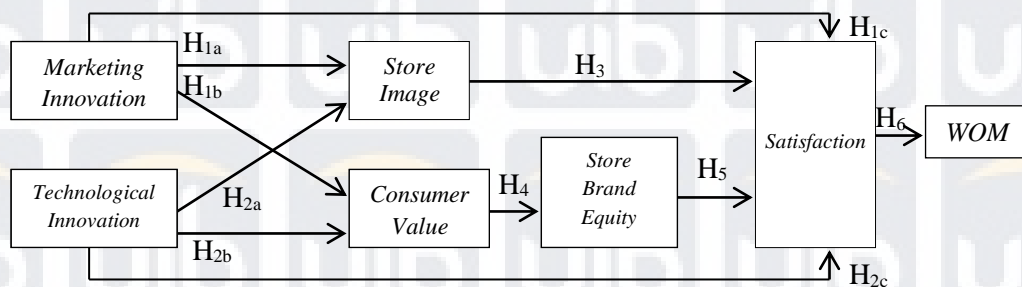 H1c
H1a
Marketing
Innovation
Store
Image
H3
H1b
H6
WOM
Satisfaction
Store
Brand
Equity
Technological
Innovation
H2a
Consumer
Value
H4
H5
H2b
H2c